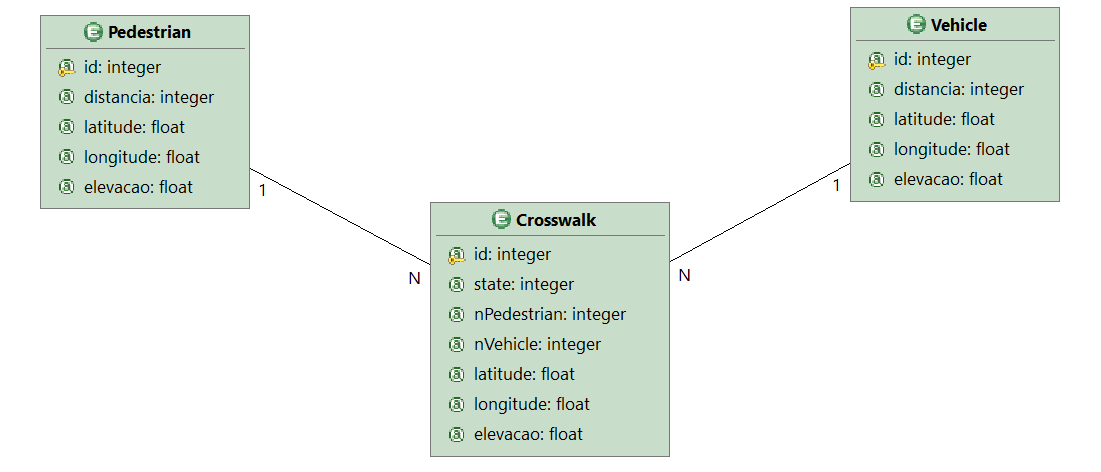 Pedestrian
id: integer
distancia: integer
latitude: float
longitude: float
elevacao: float
1
N
Vehicle
id: integer
distancia: integer
latitude: float
longitude: float
elevacao: float
1
N
Crosswalk
id: integer
state: integer
nPedestrian: integer
nVehicle: integer
latitude: float
longitude: float
elevacao: float